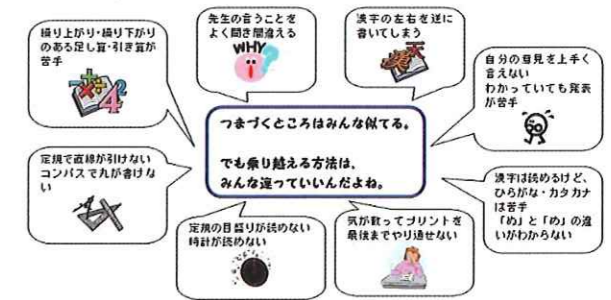 繰り上がり・繰り下がり
のある足し算・引き算が
苦手
先生の言うことを
よく聞き間違える
WHY
漢字の左右を逆に
書いてしまう
自分の意見を上手く
言えない
わかっていても発表
が苦手
つまづくところはみんな似てる。
でも乗り越える方法は、
みんな違っていいんだよね。
定規で直線が引けない
コンパスで丸が書けな
い
定規の目盛りが読めない
時計が読めない
気が散ってプリントを
最後までやり通せない
漢字は読めるけど、
ひらがな・カタカナ
は苦手
「め」と「ぬ」の違
いがわからない